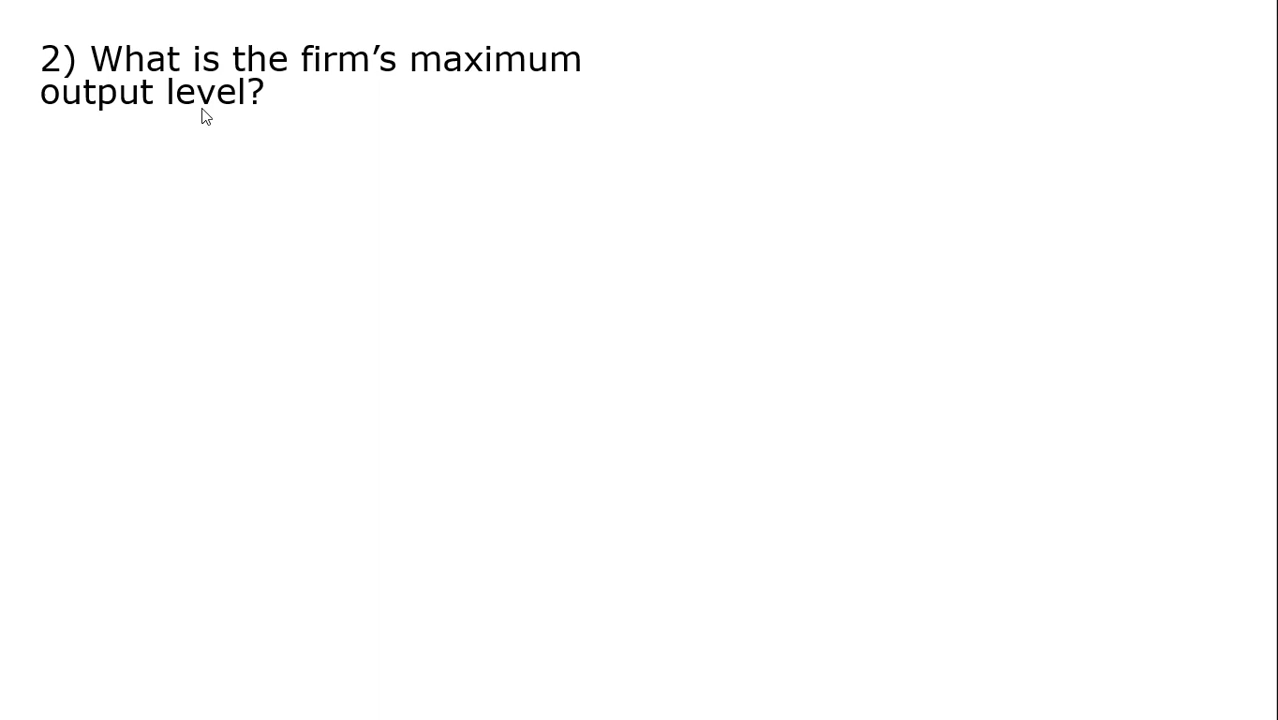 2) What is the firm’s maximum
output level?